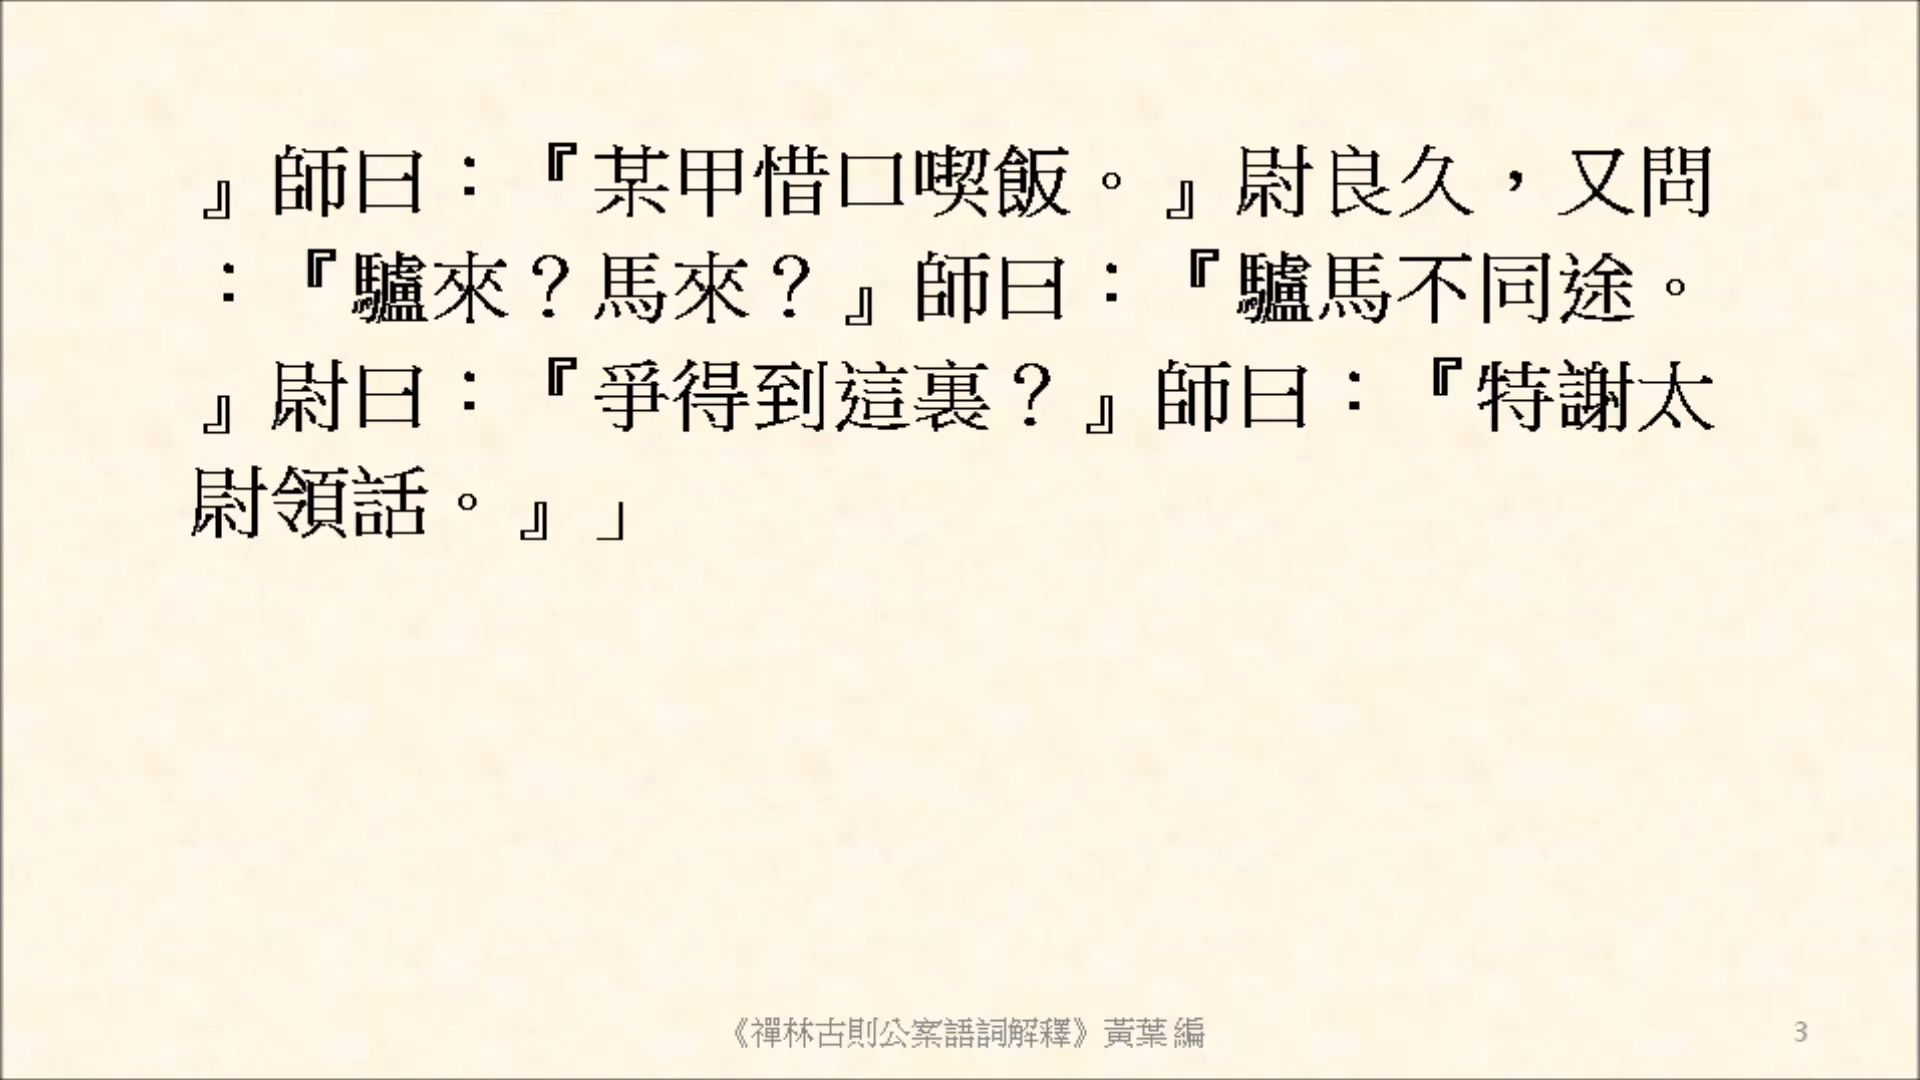 』師曰：『某甲惜口喫飯。』尉良久，又問
：『驢來？馬來？』師曰：『驢馬不同途。
』尉曰：『爭得到這裏？』師曰：『特謝太
尉領話。』」
《禪林古則公案語詞解釋》黃葉 編
3